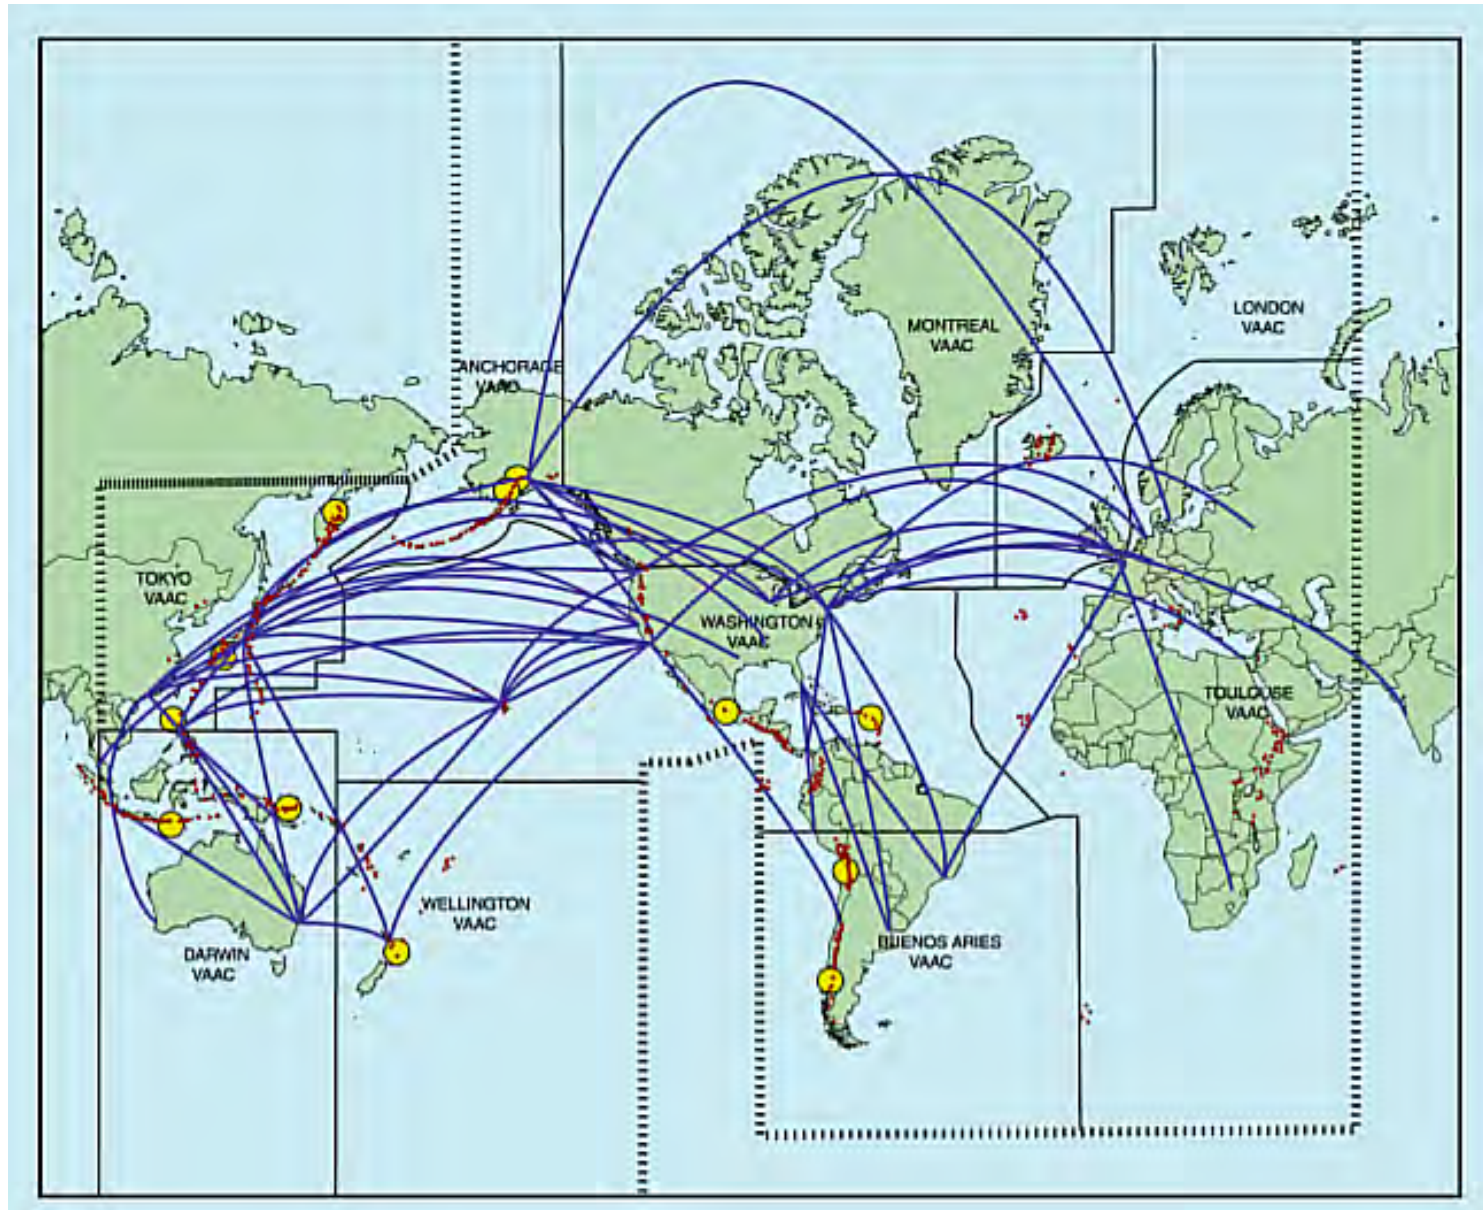 LONDON
VAAC
MONTREAL
VAAC
ANCHORAGE
VAAC
TOKYO
VAAC
WASHINGTON
VAAC
TOULOUSE
VAAC
WELLINGTON
VAAC
BUENOS ARIES
VAAC
DARWIN
VAAC